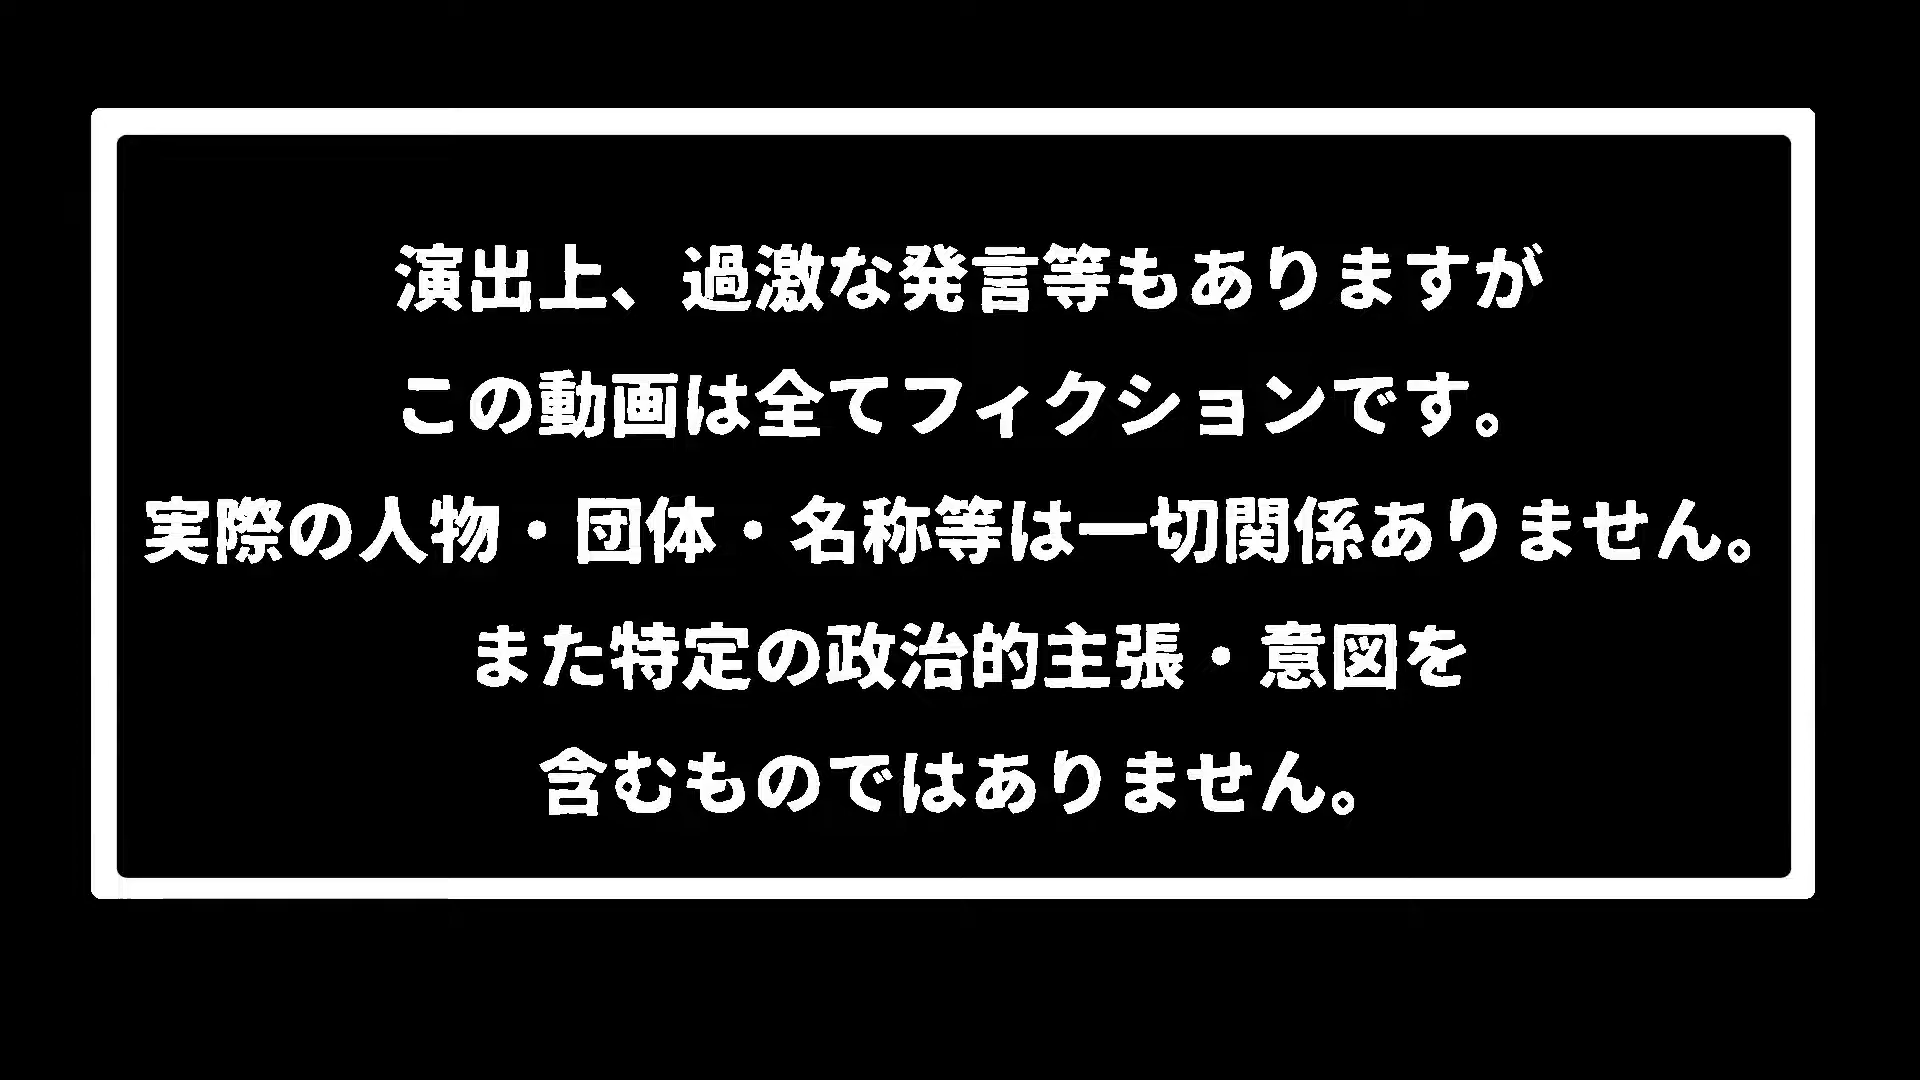 演出上、過激な発言等もありますが
この動画は全てフィクションです。
実際の人物・団体・名称等は一切関係ありません。
また特定の政治的主張・意図を
含むものではありません。